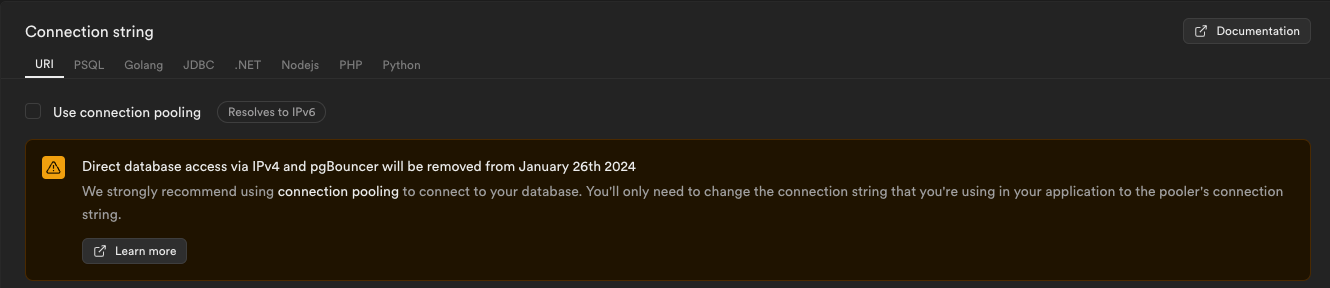 Connection string
Documentation
URI PSQL Golang JDBC .NET Nodejs PHP Python
Use connection pooling Resolves to IPv6
Direct database access via IPv4 and pgBouncer will be removed from January 26th 2024
We strongly recommend using connection pooling to connect to your database. You'll only need to change the connection string that you're using in your application to the pooler's connection
string.
Learn more